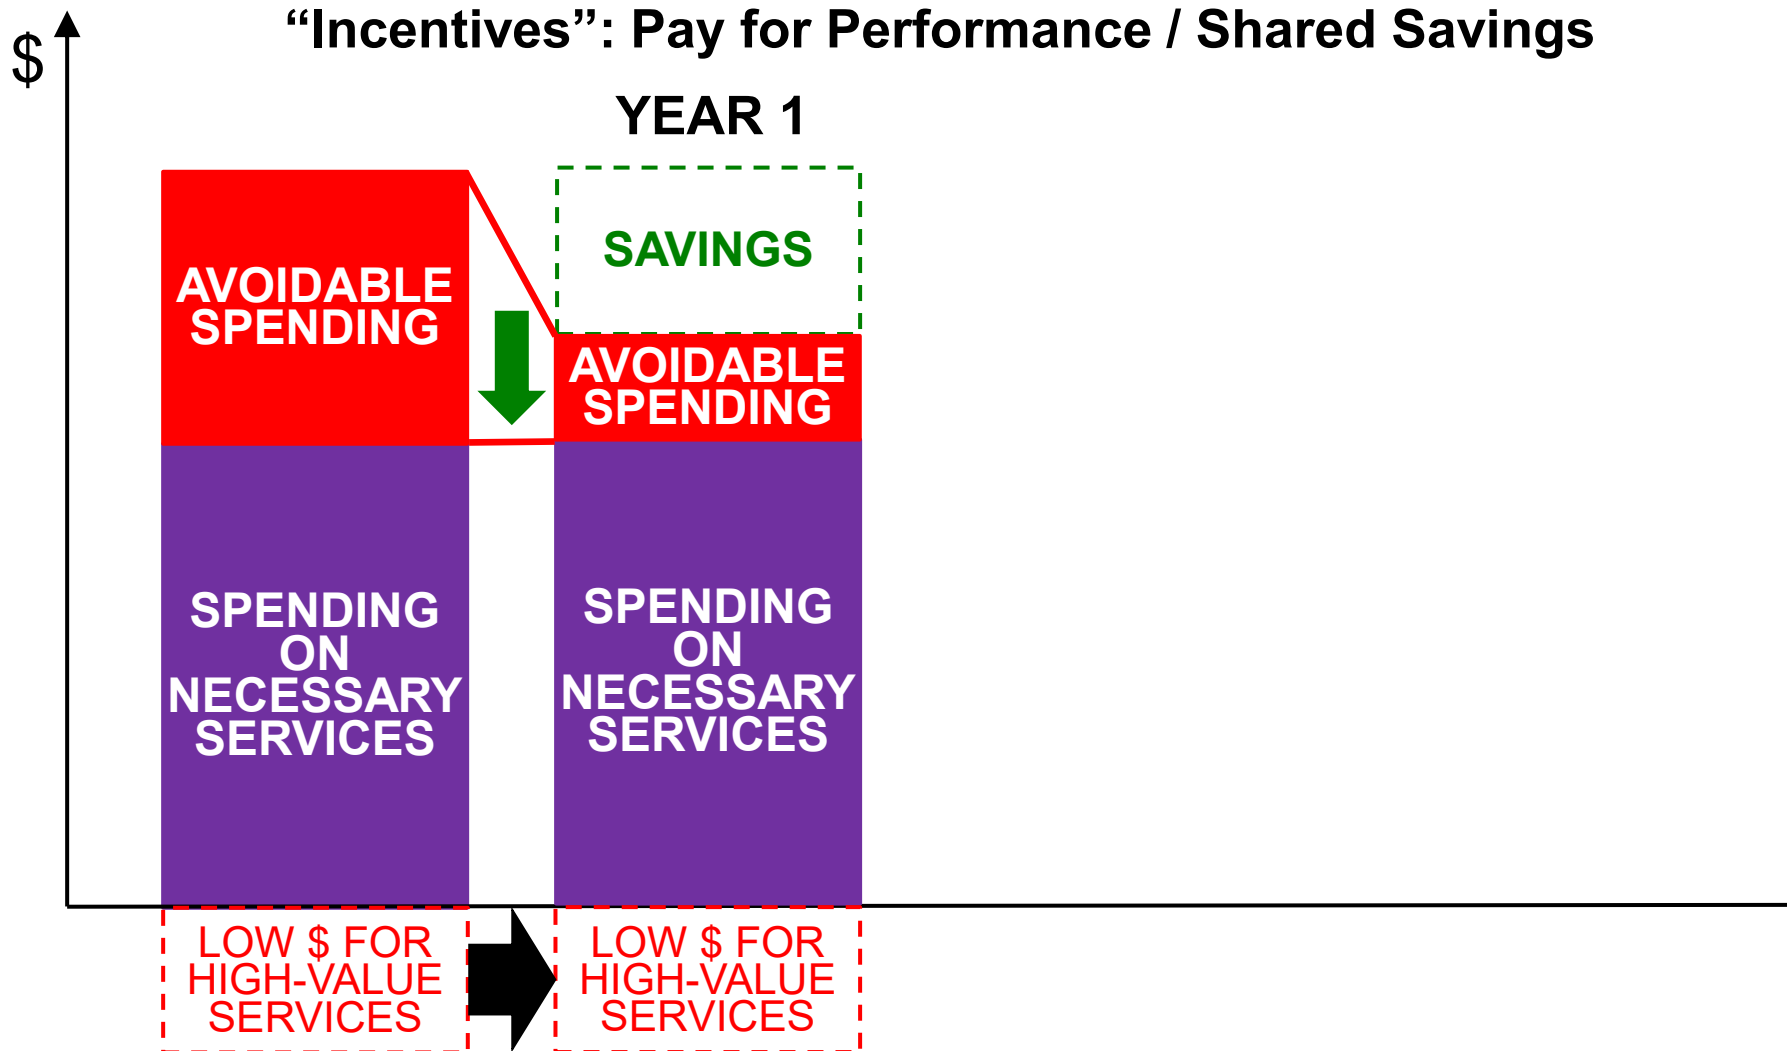 “Incentives”: Pay for Performance / Shared Savings
$
YEAR 1
AVOIDABLE
SPENDING
SPENDING
ON
NECESSARY
SERVICES
LOW $ FOR
HIGH-VALUE
SERVICES
SAVINGS
AVOIDABLE
SPENDING
SPENDING
ON
NECESSARY
SERVICES
LOW $ FOR
HIGH-VALUE
SERVICES